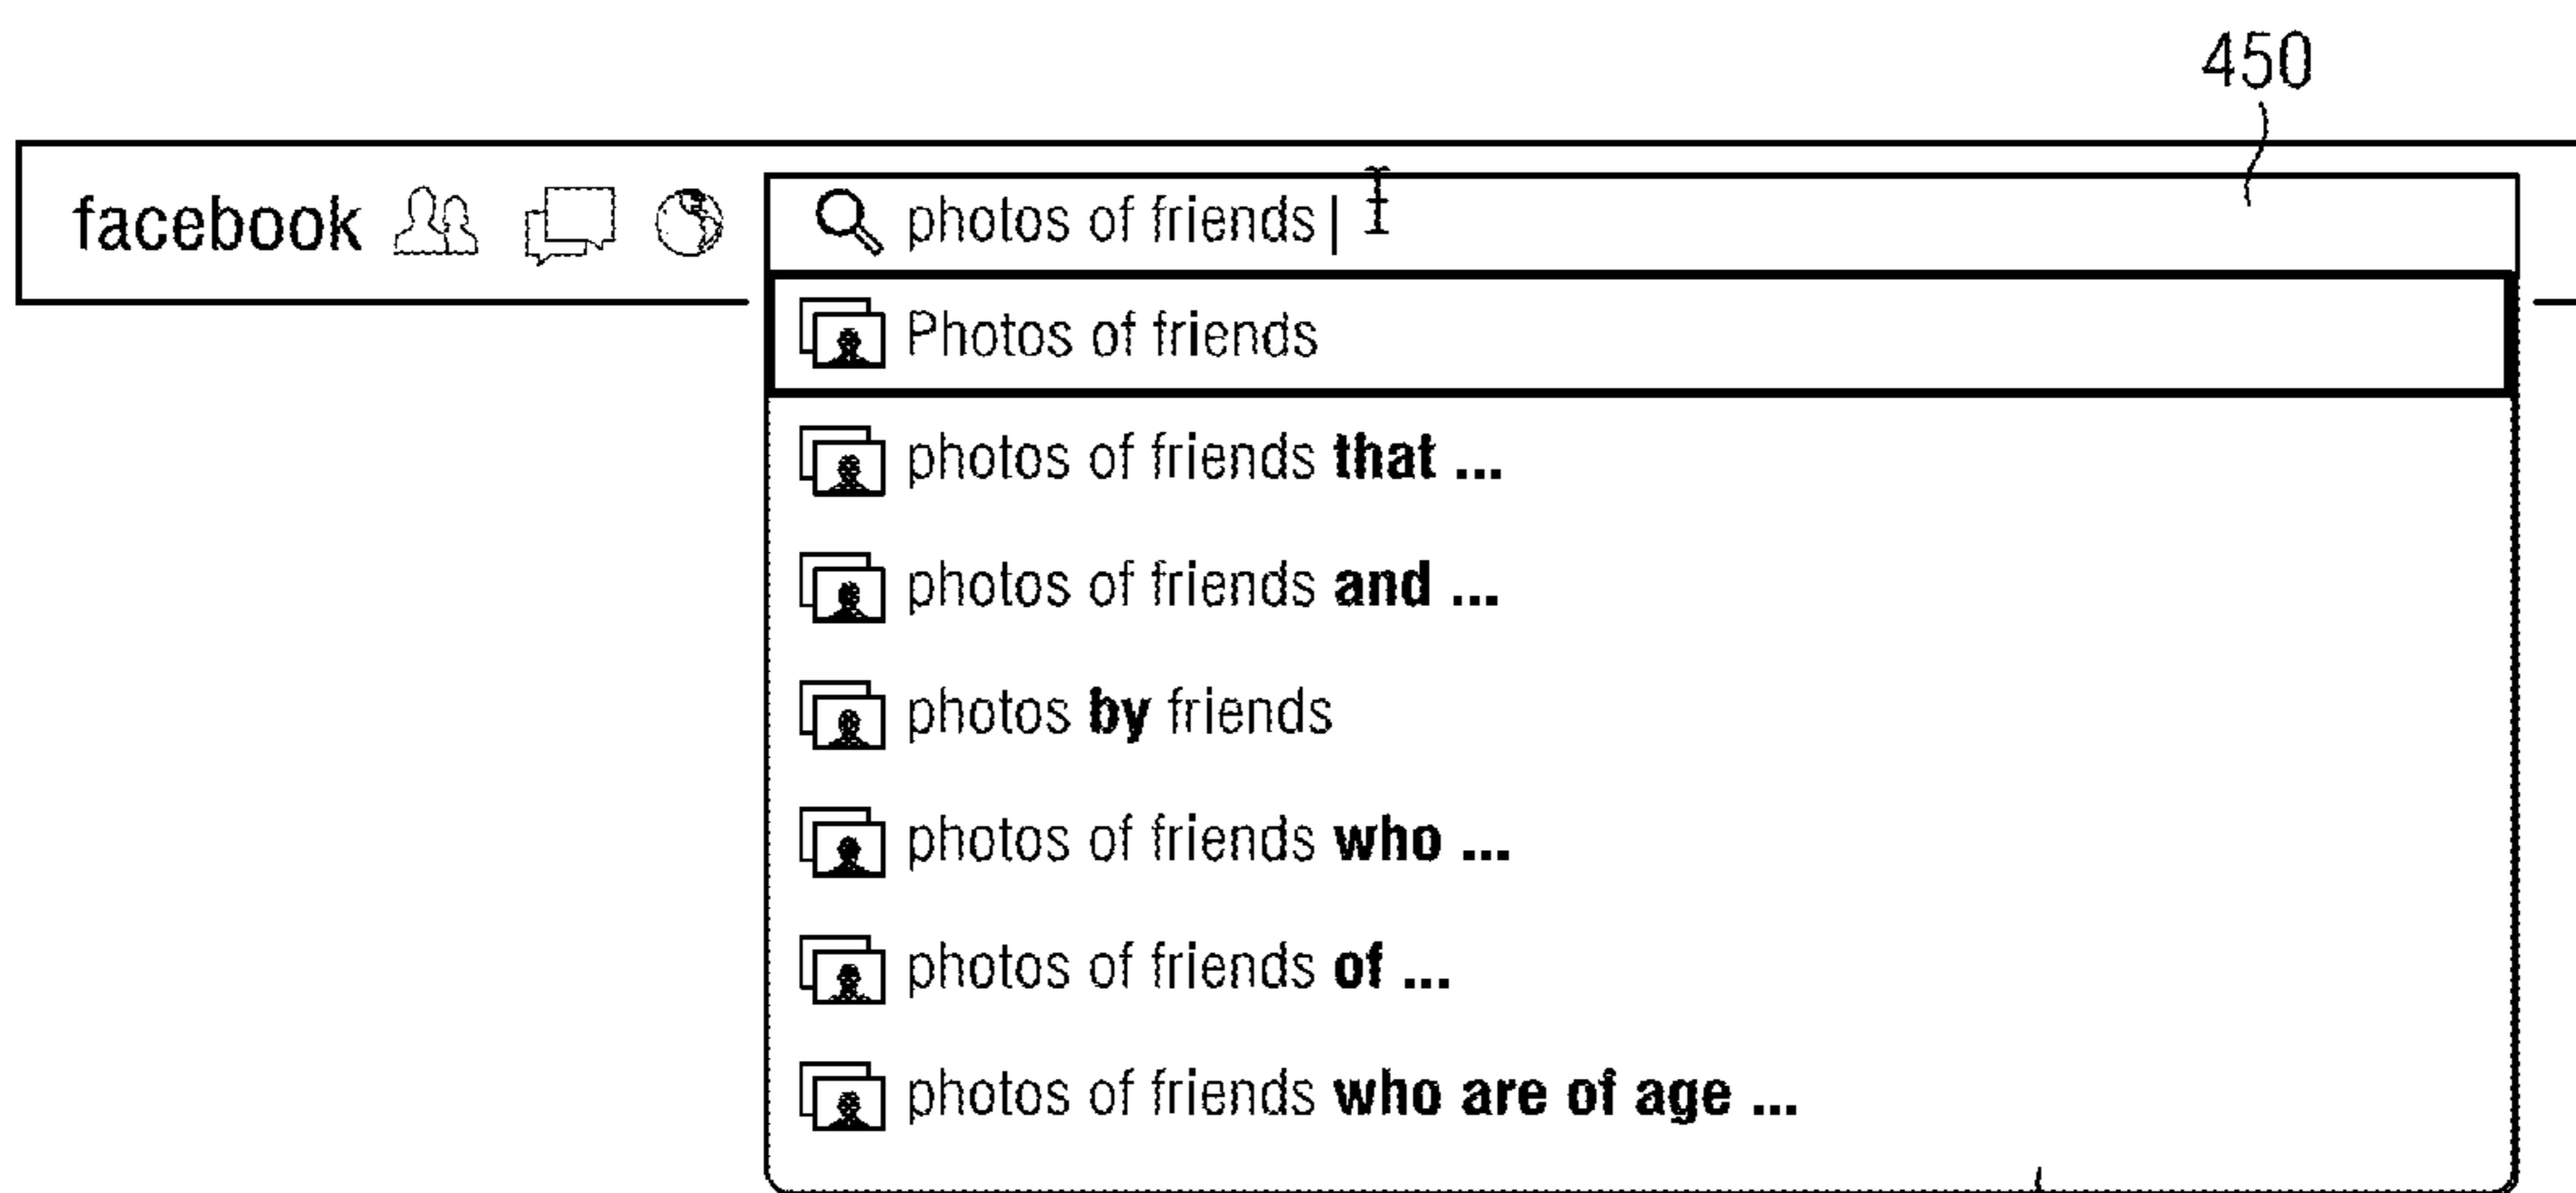 450
facebook photos of friends
Photos of friends
photos of friends that ...
photos of friends and ...
photos by friends
photos of friends who ...
photos of friends of ...
photos of friends who are of age ...